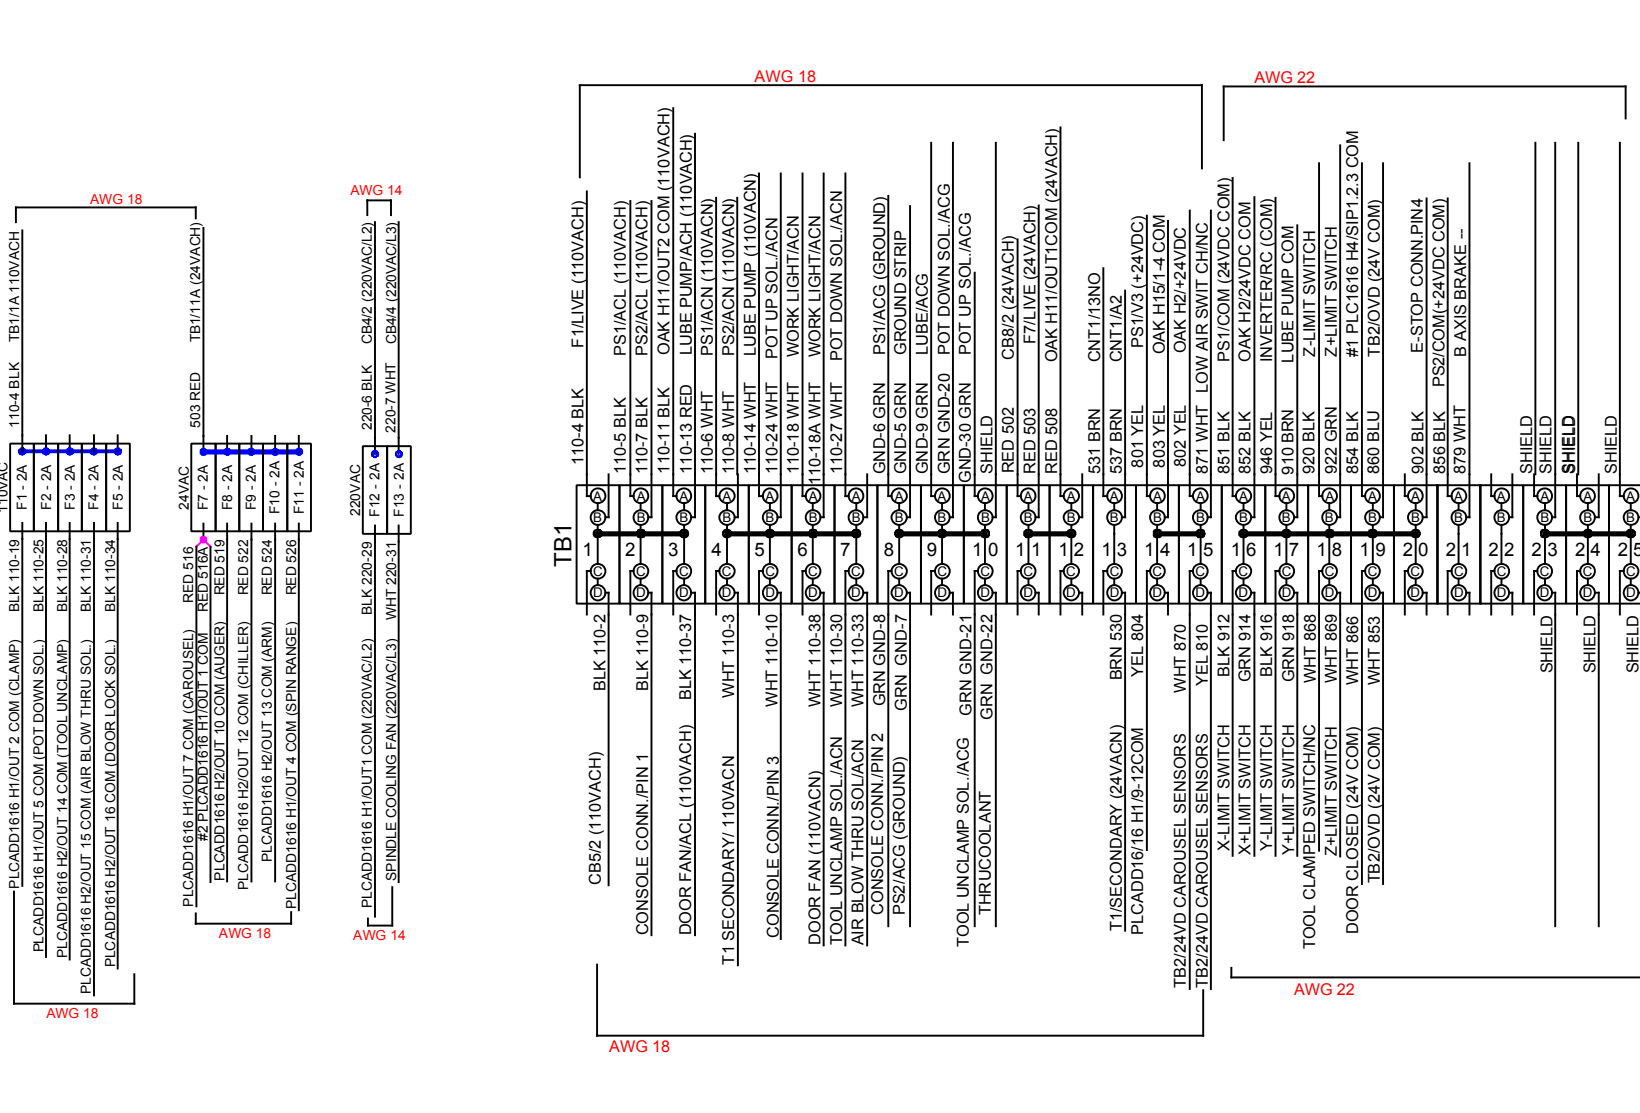 AWG 18
AWG 14
AWG 18
AWG 22
110-4 BLK TB1/1A 110VACH
503 RED TB1/11A (24VACH)
220-6 BLK CB4/2 (220VAC/L2)
220-7 WHT CB4/4 (220VAC/L3)
110VAC
F1 - 2A
F2 - 2A
F3 - 2A
F4 - 2A
F5 - 2A
24VAC
F7 - 2A
F8 - 2A
F9 - 2A
F10 - 2A
F11 - 2A
220VAC
F12 - 2A
F13 - 2A
PLCADD1616 H1/OUT 2 COM (CLAMP) BLK 110-19
PLCADD1616 H1/OUT 5 COM (POT DOWN SOL.) BLK 110-25
PLCADD1616 H2/OUT 14 COM (TOOL UNCLAMP) BLK 110-28
PLCADD1616 H2/OUT 15 COM (AIR BLOW THRU SOL.) BLK 110-31
PLCADD1616 H2/OUT 16 COM (DOOR LOCK SOL.) BLK 110-34
PLCADD1616 H1/OUT 7 COM (CAROUSEL) RED 516
#2 PLCADD1616 H1/OUT 1 COM RED 516A
PLCADD1616 H2/OUT 10 COM (AUGER) RED 519
PLCADD1616 H2/OUT 12 COM (CHILLER) RED 522
PLCADD1616 H2/OUT 13 COM (ARM) RED 524
PLCADD1616 H1/OUT 4 COM (SPIN RANGE) RED 526
PLCADD1616 H1/OUT1 COM (220VAC/L2) BLK 220-29
SPINDLE COOLING FAN (220VAC/L3) WHT 220-31
AWG 18
AWG 18
AWG 14
110-4 BLK F1/LIVE (110VACH)
110-5 BLK PS1/ACL (110VACH)
110-7 BLK PS2/ACL (110VACH)
110-11 BLK OAK H11/OUT2 COM (110VACH)
110-13 RED LUBE PUMP/ACH (110VACH)
110-6 WHT PS1/ACN (110VACN)
110-8 WHT PS2/ACN (110VACN)
110-14 WHT LUBE PUMP (110VACN)
110-24 WHT POT UP SOL./ACN
110-18 WHT WORK LIGHT/ACN
110-18A WHT WORK LIGHT/ACN
110-27 WHT POT DOWN SOL./ACN
GND-6 GRN PS1/ACG (GROUND)
GND-5 GRN GROUND STRIP
GND-9 GRN LUBE/ACG
GRN GND-20 POT DOWN SOL./ACG
GND-30 GRN POT UP SOL./ACG
SHIELD
RED 502 CB8/2 (24VACH)
RED 503 F7/LIVE (24VACH)
RED 508 OAK H11/OUT1COM (24VACH)
531 BRN CNT1/13NO
537 BRN CNT1/A2
801 YEL PS1/V3 (+24VDC)
803 YEL OAK H15/1-4 COM
802 YEL OAK H2/+24VDC
871 WHT LOW AIR SWIT CH/NC
851 BLK PS1/COM (24VDC COM)
852 BLK OAK H2/24VDC COM
946 YEL INVERTER/RC (COM)
910 BRN LUBE PUMP COM
920 BLK Z-LIMIT SWITCH
922 GRN Z+LIMIT SWITCH
854 BLK #1 PLC1616 H4/SIP1.2.3 COM
860 BLU TB2/OVD (24V COM)
902 BLK E-STOP CONN.PIN4
856 BLK PS2/COM(+24VDC COM)
879 WHT B AXIS BRAKE --
SHIELD
SHIELD
SHIELD
SHIELD
TB1
A A A A A A A A A A A A A A A A A A A A A A A A A
B B B B B B B B B B B B B B B B B B B B B B B B B
1 2 3 4 5 6 7 8 9 10 11 12 13 14 15 16 17 18 19 20 21 22 23 24 25
C C C C C C C C C C C C C C C C C C C C C C C C C
D D D D D D D D D D D D D D D D D D D D D D D D D
CB5/2 (110VACH) BLK 110-2
CONSOLE CONN./PIN 1 BLK 110-9
DOOR FAN/ACL (110VACH) BLK 110-37
T1 SECONDARY/ 110VACN WHT 110-3
CONSOLE CONN./PIN 3 WHT 110-10
DOOR FAN (110VACN) WHT 110-38
TOOL UNCLAMP SOL./ACN WHT 110-30
AIR BLOW THRU SOL/ACN WHT 110-33
CONSOLE CONN./PIN 2 GRN GND-8
PS2/ACG (GROUND) GRN GND-7
TOOL UNCLAMP SOL./ACG GRN GND-21
THRUCOOLANT GRN GND-22
T1/SECONDARY (24VACN) BRN 530
PLCADD16/16 H1/9-12COM YEL 804
TB2/24VD CAROUSEL SENSORS WHT 870
TB2/24VD CAROUSEL SENSORS YEL 810
X-LIMIT SWITCH BLK 912
X+LIMIT SWITCH GRN 914
Y-LIMIT SWITCH BLK 916
Y+LIMIT SWITCH GRN 918
TOOL CLAMPED SWITCH/NC WHT 868
Z+LIMIT SWITCH WHT 869
DOOR CLOSED (24V COM) WHT 866
TB2/OVD (24V COM) WHT 853
SHIELD
SHIELD
SHIELD
AWG 18
AWG 22